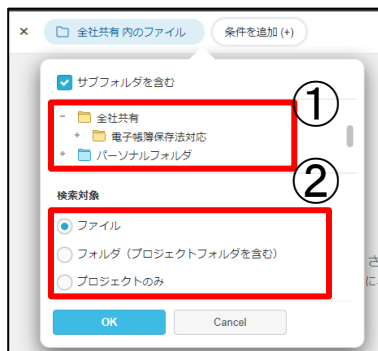 × 全社共有 内のファイル 条件を追加 (+)
サブフォルダを含む
①
- 全社共有
+ 電子帳簿保存法対応
+ パーソナルフォルダ
②
検索対象
ファイル
フォルダ（プロジェクトフォルダを含む）
プロジェクトのみ
OK Cancel
さ
に